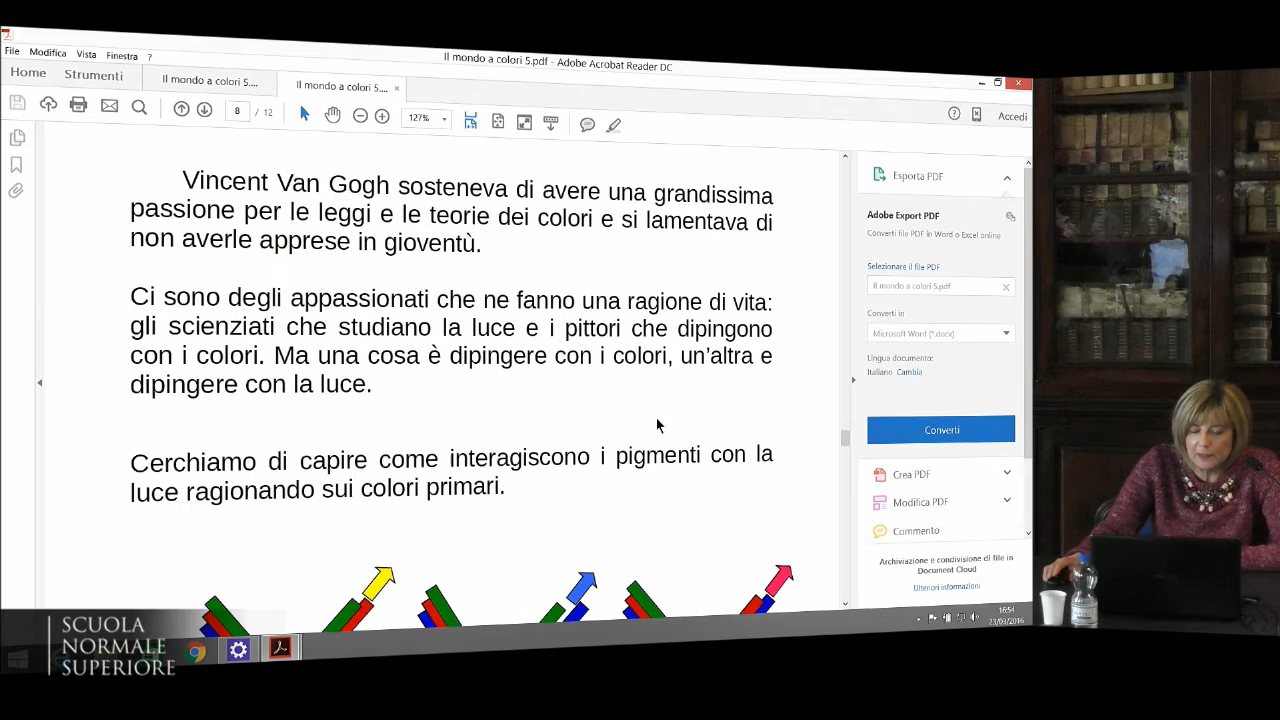 Il mondo a colori 5.pdf - Adobe Acrobat Reader DC
File Modifica Vista Finestra ?
Home Strumenti Il mondo a colori 5.... Il mondo a colori 5.... ×
8 / 12 127% Accedi
Vincent Van Gogh sosteneva di avere una grandissima
passione per le leggi e le teorie dei colori e si lamentava di
non averle apprese in gioventù.
Ci sono degli appassionati che ne fanno una ragione di vita:
gli scienziati che studiano la luce e i pittori che dipingono
con i colori. Ma una cosa è dipingere con i colori, un'altra e
dipingere con la luce.
Cerchiamo di capire come interagiscono i pigmenti con la
luce ragionando sui colori primari.
Esporta PDF
Adobe Export PDF
Converti file PDF in Word o Excel online
Selezionare il file PDF
Il mondo a colori 5.pdf
Converti in
Microsoft Word (*.docx)
Lingua documento:
Italiano Cambia
Converti
Crea PDF
Modifica PDF
Commento
Archiviazione e condivisione di file in
Document Cloud
Ulteriori informazioni
16:54
23/03/2016
SCUOLA
NORMALE
SUPERIORE